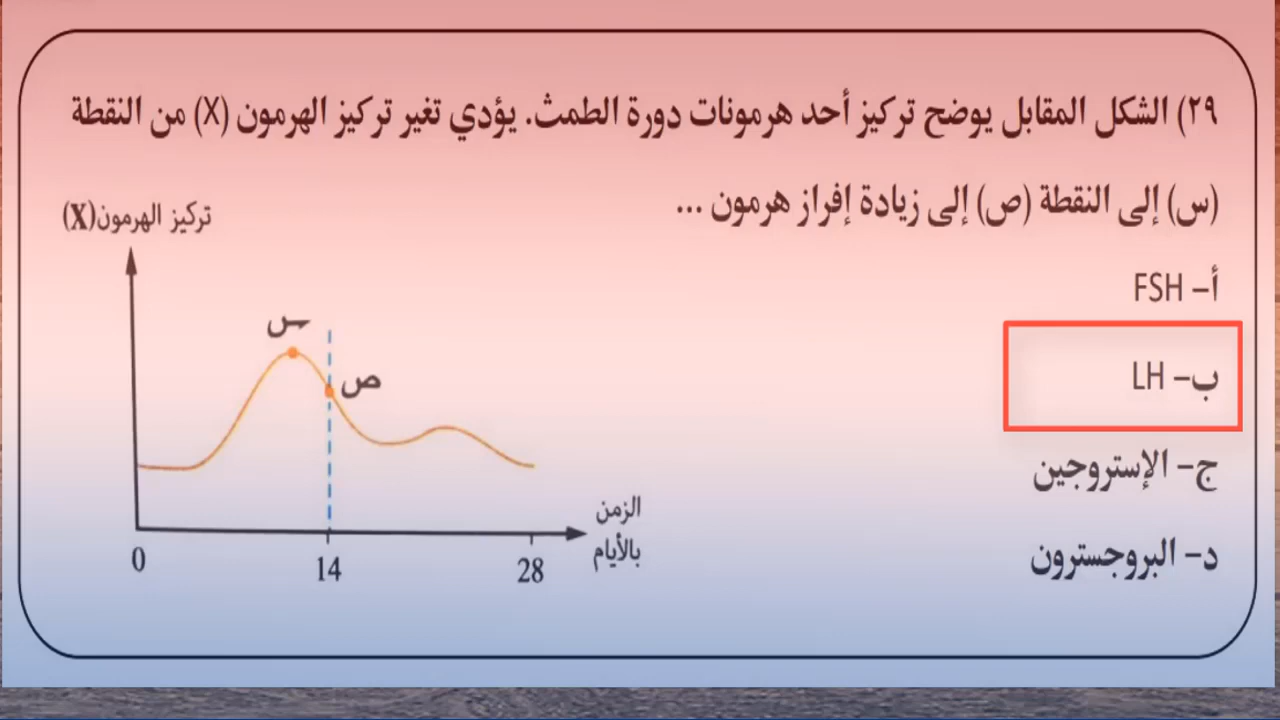 ٢٩) الشكل المقابل يوضح تركيز أحد هرمونات دورة الطمث. يؤدي تغير تركيز الهرمون (X) من النقطة
(س) إلى النقطة (ص) إلى زيادة إفراز هرمون ...
أ– FSH
ب– LH
ج– الإستروجين
د– البروجسترون
تركيز الهرمون(X)
س
ص
الزمن
بالأيام
0
14
28